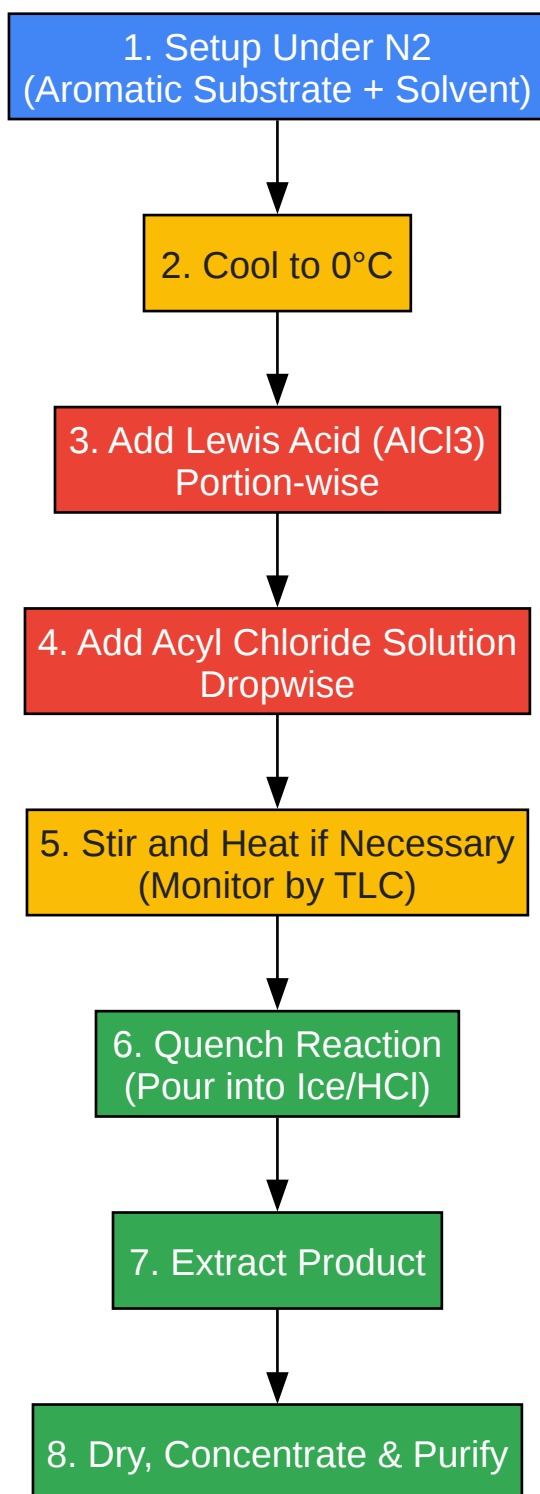 1. Setup Under N2
(Aromatic Substrate + Solvent)
2. Cool to 0°C
3. Add Lewis Acid (AlCl3)
Portion-wise
4. Add Acyl Chloride Solution
Dropwise
5. Stir and Heat if Necessary
(Monitor by TLC)
6. Quench Reaction
(Pour into Ice/HCl)
7. Extract Product
8. Dry, Concentrate & Purify